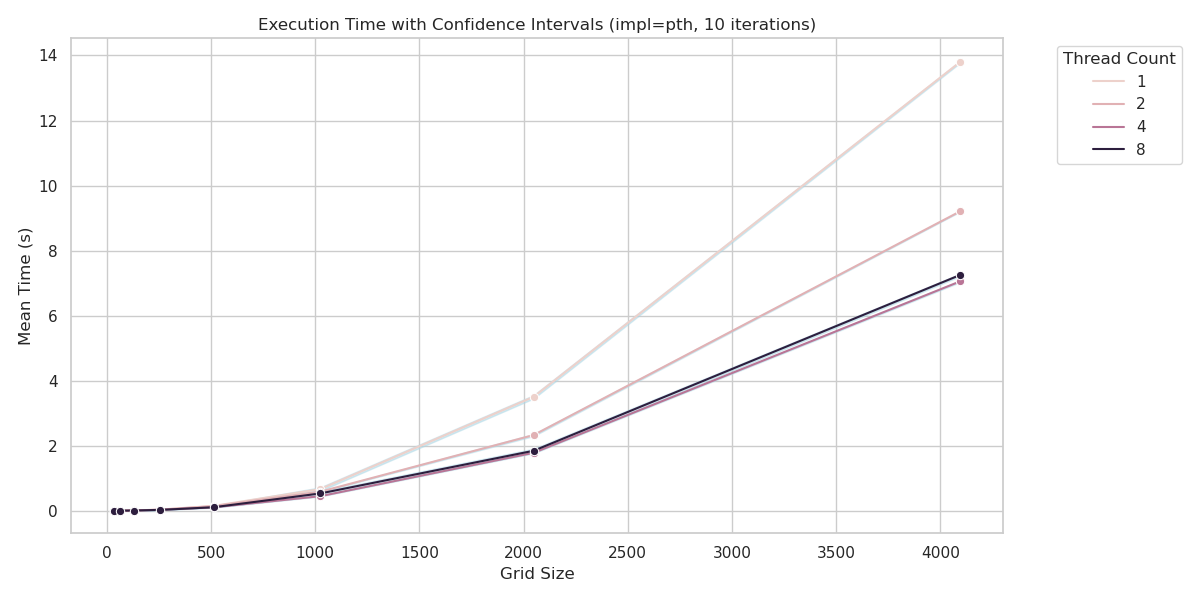 Execution Time with Confidence Intervals (impl=pth, 10 iterations)
Thread Count
1
2
4
8
Mean Time (s)
14
12
10
8
6
4
2
0
0 500 1000 1500 2000 2500 3000 3500 4000
Grid Size